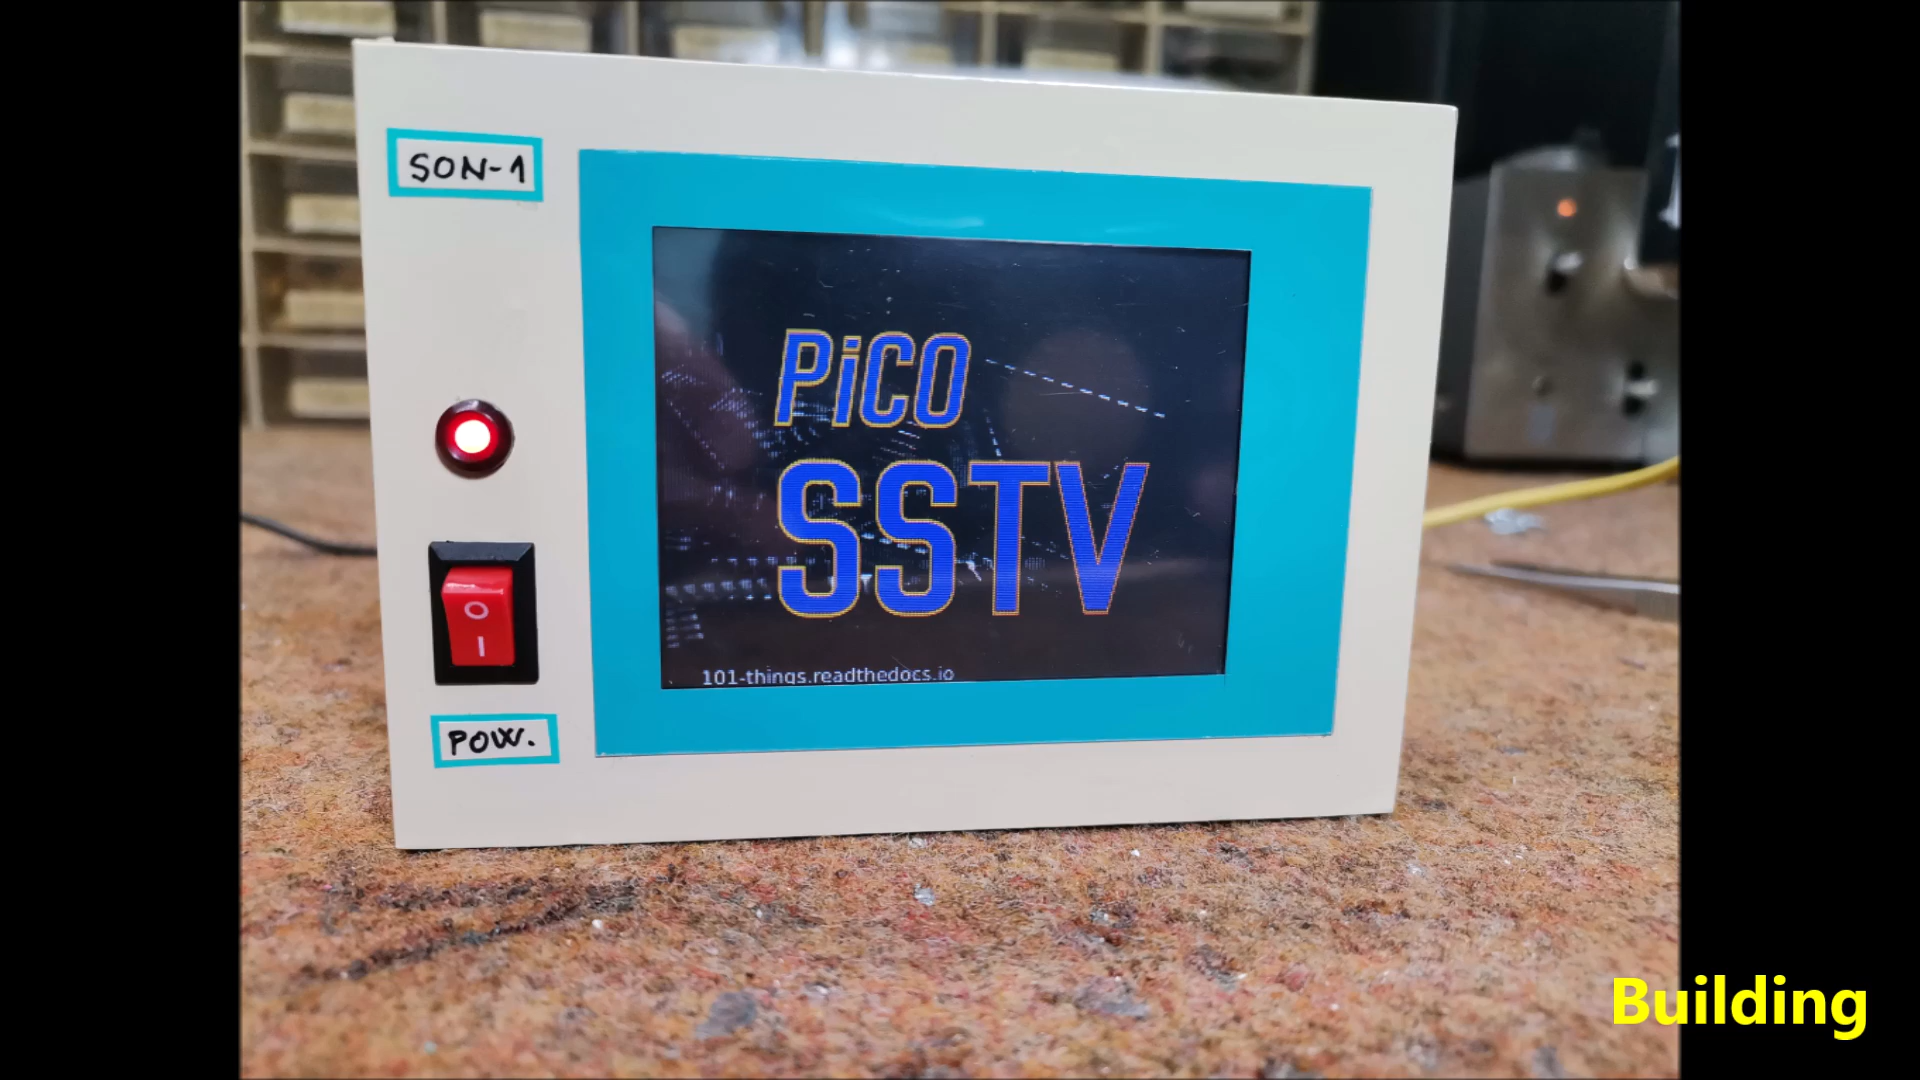 SON-1
PiCO
SSTV
O
I
101-things.readthedocs.io
POW.
Building